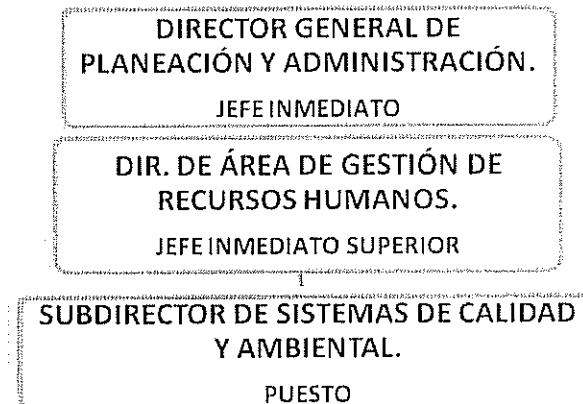 DIRECTOR GENERAL DE
PLANEACIÓN Y ADMINISTRACIÓN.
JEFE INMEDIATO
DIR. DE ÁREA DE GESTIÓN DE
RECURSOS HUMANOS.
JEFE INMEDIATO SUPERIOR
SUBDIRECTOR DE SISTEMAS DE CALIDAD
Y AMBIENTAL.
PUESTO